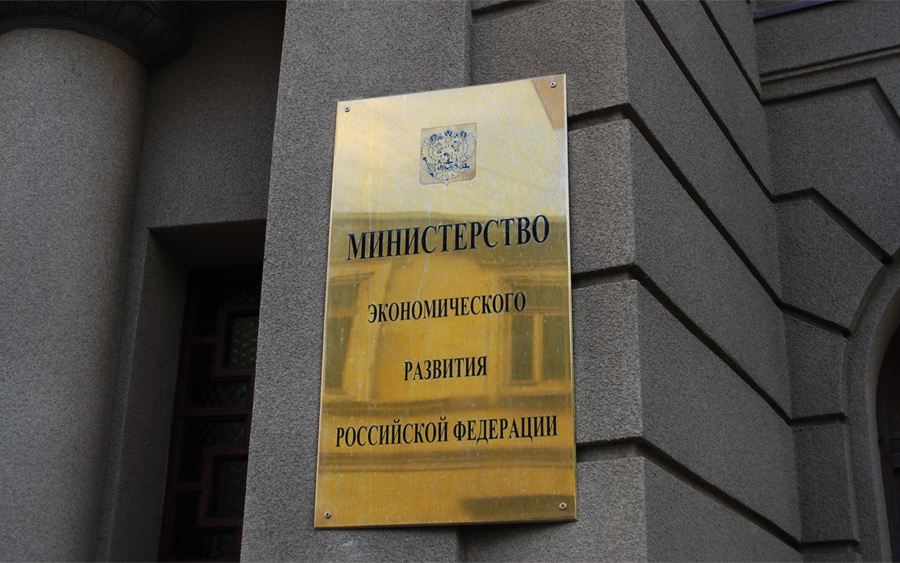 МИНИСТЕРСТВО
ЭКОНОМИЧЕСКОГО
РАЗВИТИЯ
РОССИЙСКОЙ ФЕДЕРАЦИИ